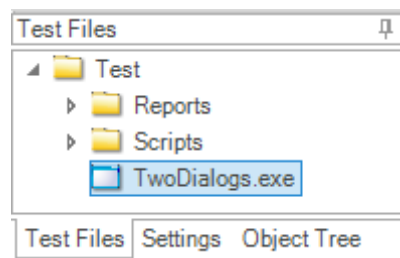 Test Files
Test
Reports
Scripts
TwoDialogs.exe
Test Files Settings Object Tree